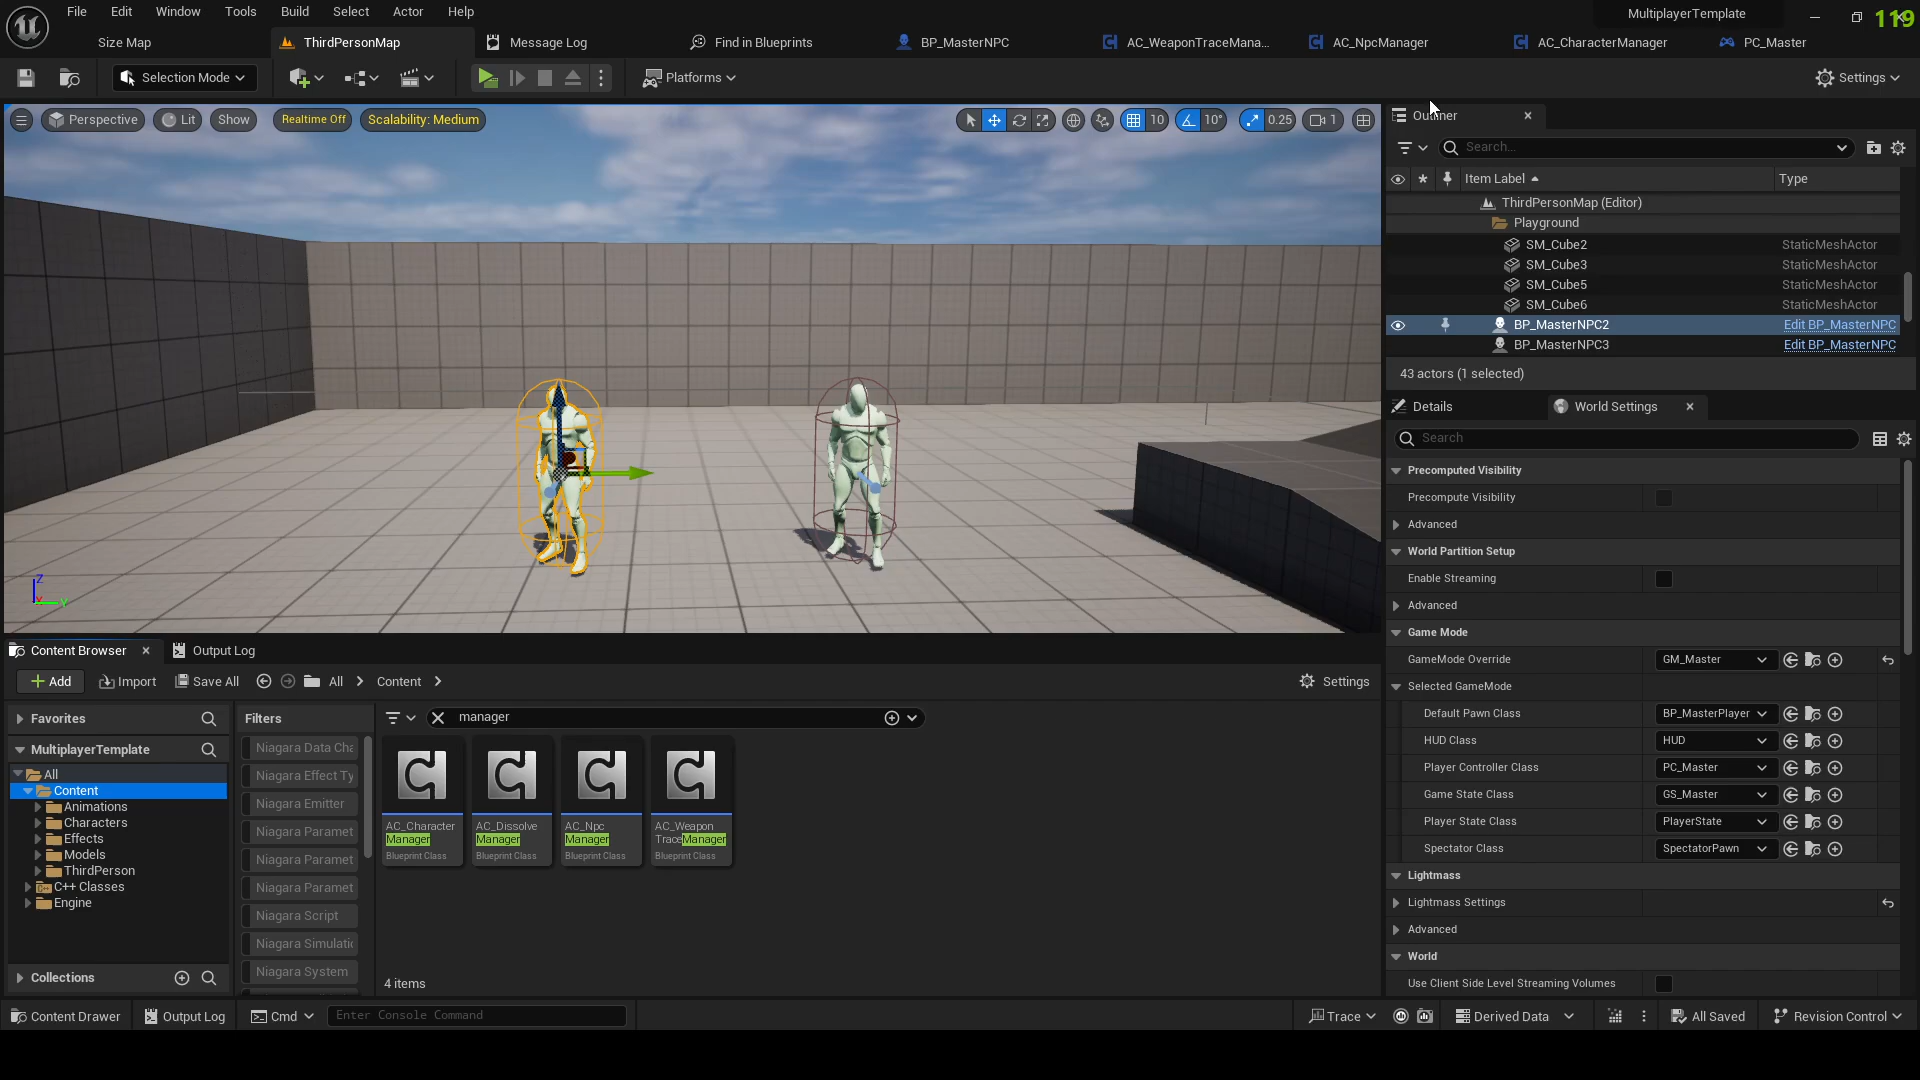 File Edit Window Tools Build Select Actor Help
MultiplayerTemplate
119
Size Map
ThirdPersonMap
Message Log
Find in Blueprints
BP_MasterNPC
AC_WeaponTraceMana...
AC_NpcManager
AC_CharacterManager
PC_Master
Selection Mode
Platforms
Settings
Perspective
Lit
Show
Realtime Off
Scalability: Medium
10
10°
0.25
1
Outliner
Search...
Item Label
Type
ThirdPersonMap (Editor)
Playground
SM_Cube2 StaticMeshActor
SM_Cube3 StaticMeshActor
SM_Cube5 StaticMeshActor
SM_Cube6 StaticMeshActor
BP_MasterNPC2 Edit BP_MasterNPC
BP_MasterNPC3 Edit BP_MasterNPC
43 actors (1 selected)
Details
World Settings
Search
Precomputed Visibility
Precompute Visibility
Advanced
World Partition Setup
Enable Streaming
Advanced
Game Mode
GameMode Override GM_Master
Selected GameMode
Default Pawn Class BP_MasterPlayer
HUD Class HUD
Player Controller Class PC_Master
Game State Class GS_Master
Player State Class PlayerState
Spectator Class SpectatorPawn
Lightmass
Lightmass Settings
Advanced
World
Use Client Side Level Streaming Volumes
Z
Y
Content Browser
Output Log
Add
Import
Save All
All
Content
Settings
Favorites
MultiplayerTemplate
All
Content
Animations
Characters
Effects
Models
ThirdPerson
C++ Classes
Engine
Collections
Filters
Niagara Data Cha
Niagara Effect Ty
Niagara Emitter
Niagara Paramet
Niagara Paramet
Niagara Paramet
Niagara Script
Niagara Simulati
Niagara System
manager
AC_Character
Manager
Blueprint Class
AC_Dissolve
Manager
Blueprint Class
AC_Npc
Manager
Blueprint Class
AC_Weapon
TraceManager
Blueprint Class
4 items
Content Drawer
Output Log
Cmd
Enter Console Command
Trace
Derived Data
All Saved
Revision Control